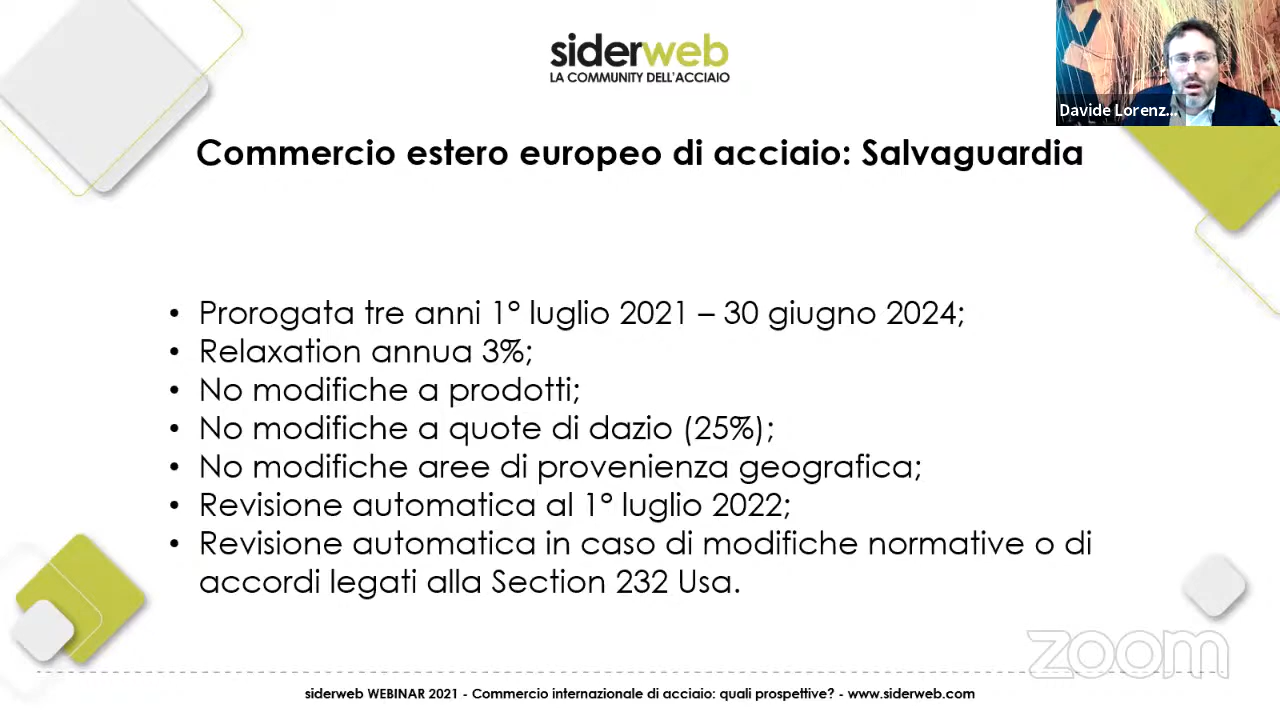 siderweb
LA COMMUNITY DELL'ACCIAIO
Davide Lorenz...
Commercio estero europeo di acciaio: Salvaguardia
• Prorogata tre anni 1° luglio 2021 – 30 giugno 2024;
• Relaxation annua 3%;
• No modifiche a prodotti;
• No modifiche a quote di dazio (25%);
• No modifiche aree di provenienza geografica;
• Revisione automatica al 1° luglio 2022;
• Revisione automatica in caso di modifiche normative o di
accordi legati alla Section 232 Usa.
zoom
siderweb WEBINAR 2021 - Commercio internazionale di acciaio: quali prospettive? - www.siderweb.com